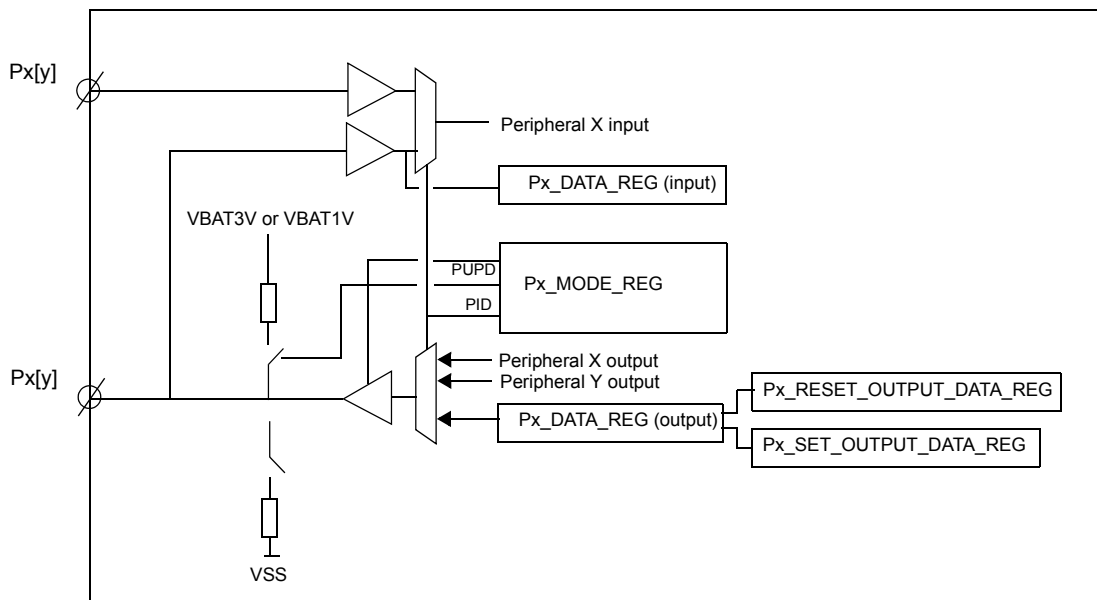 Px[y]
Peripheral X input
Px_DATA_REG (input)
VBAT3V or VBAT1V
PUPD
Px_MODE_REG
PID
Px[y]
Peripheral X output
Peripheral Y output
Px_DATA_REG (output)
Px_RESET_OUTPUT_DATA_REG
Px_SET_OUTPUT_DATA_REG
VSS